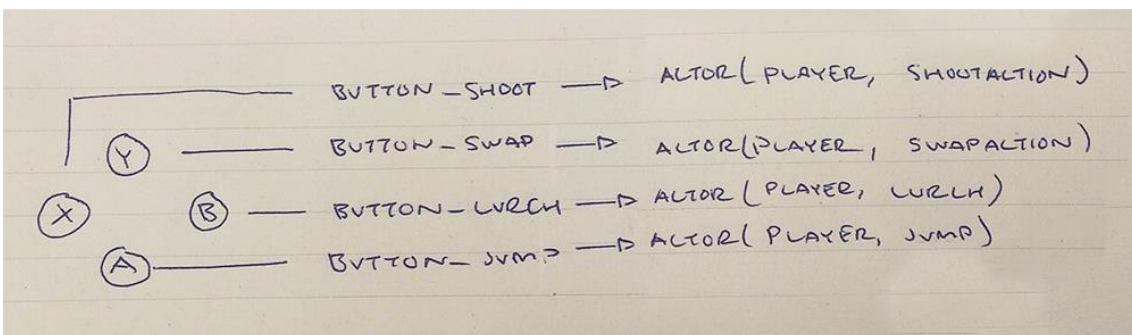 BUTTON_SHOOT → ACTOR( PLAYER, SHOOTACTION)
Y BUTTON_SWAP → ACTOR(PLAYER, SWAPACTION)
X B BUTTON_LURCH → ACTOR (PLAYER, LURCH)
A BUTTON_JUMP → ACTOR( PLAYER, JUMP)